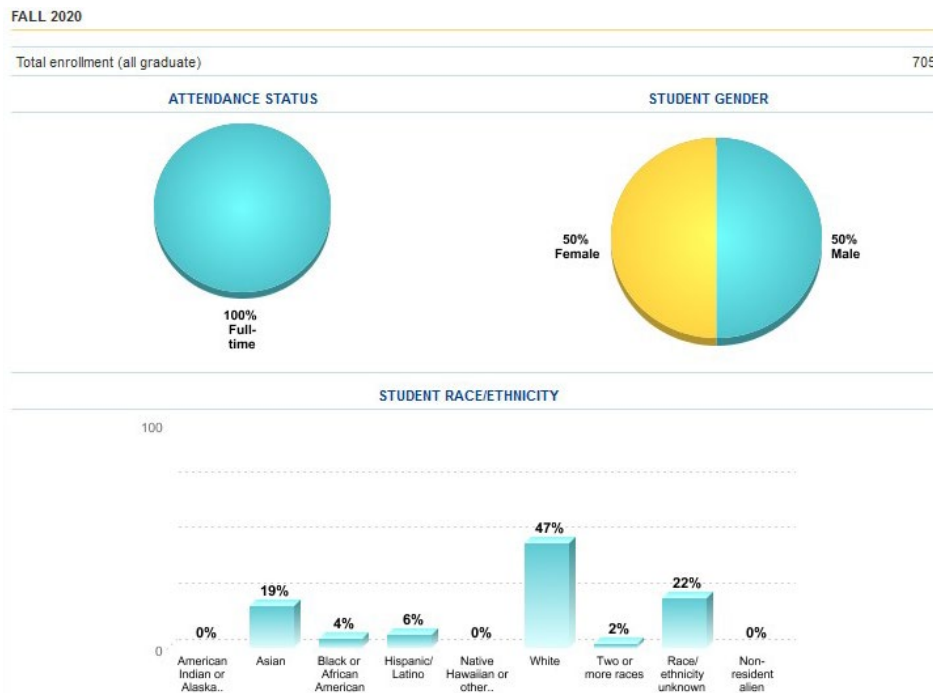 FALL 2020
Total enrollment (all graduate) 705
ATTENDANCE STATUS
100%
Full-
time
STUDENT GENDER
50%
Female
50%
Male
STUDENT RACE/ETHNICITY
100
0
0%
19%
4%
6%
0%
47%
2%
22%
0%
American
Indian or
Alaska..
Asian
Black or
African
American
Hispanic/
Latino
Native
Hawaiian or
other..
White
Two or
more races
Race/
ethnicity
unknown
Non-
resident
alien